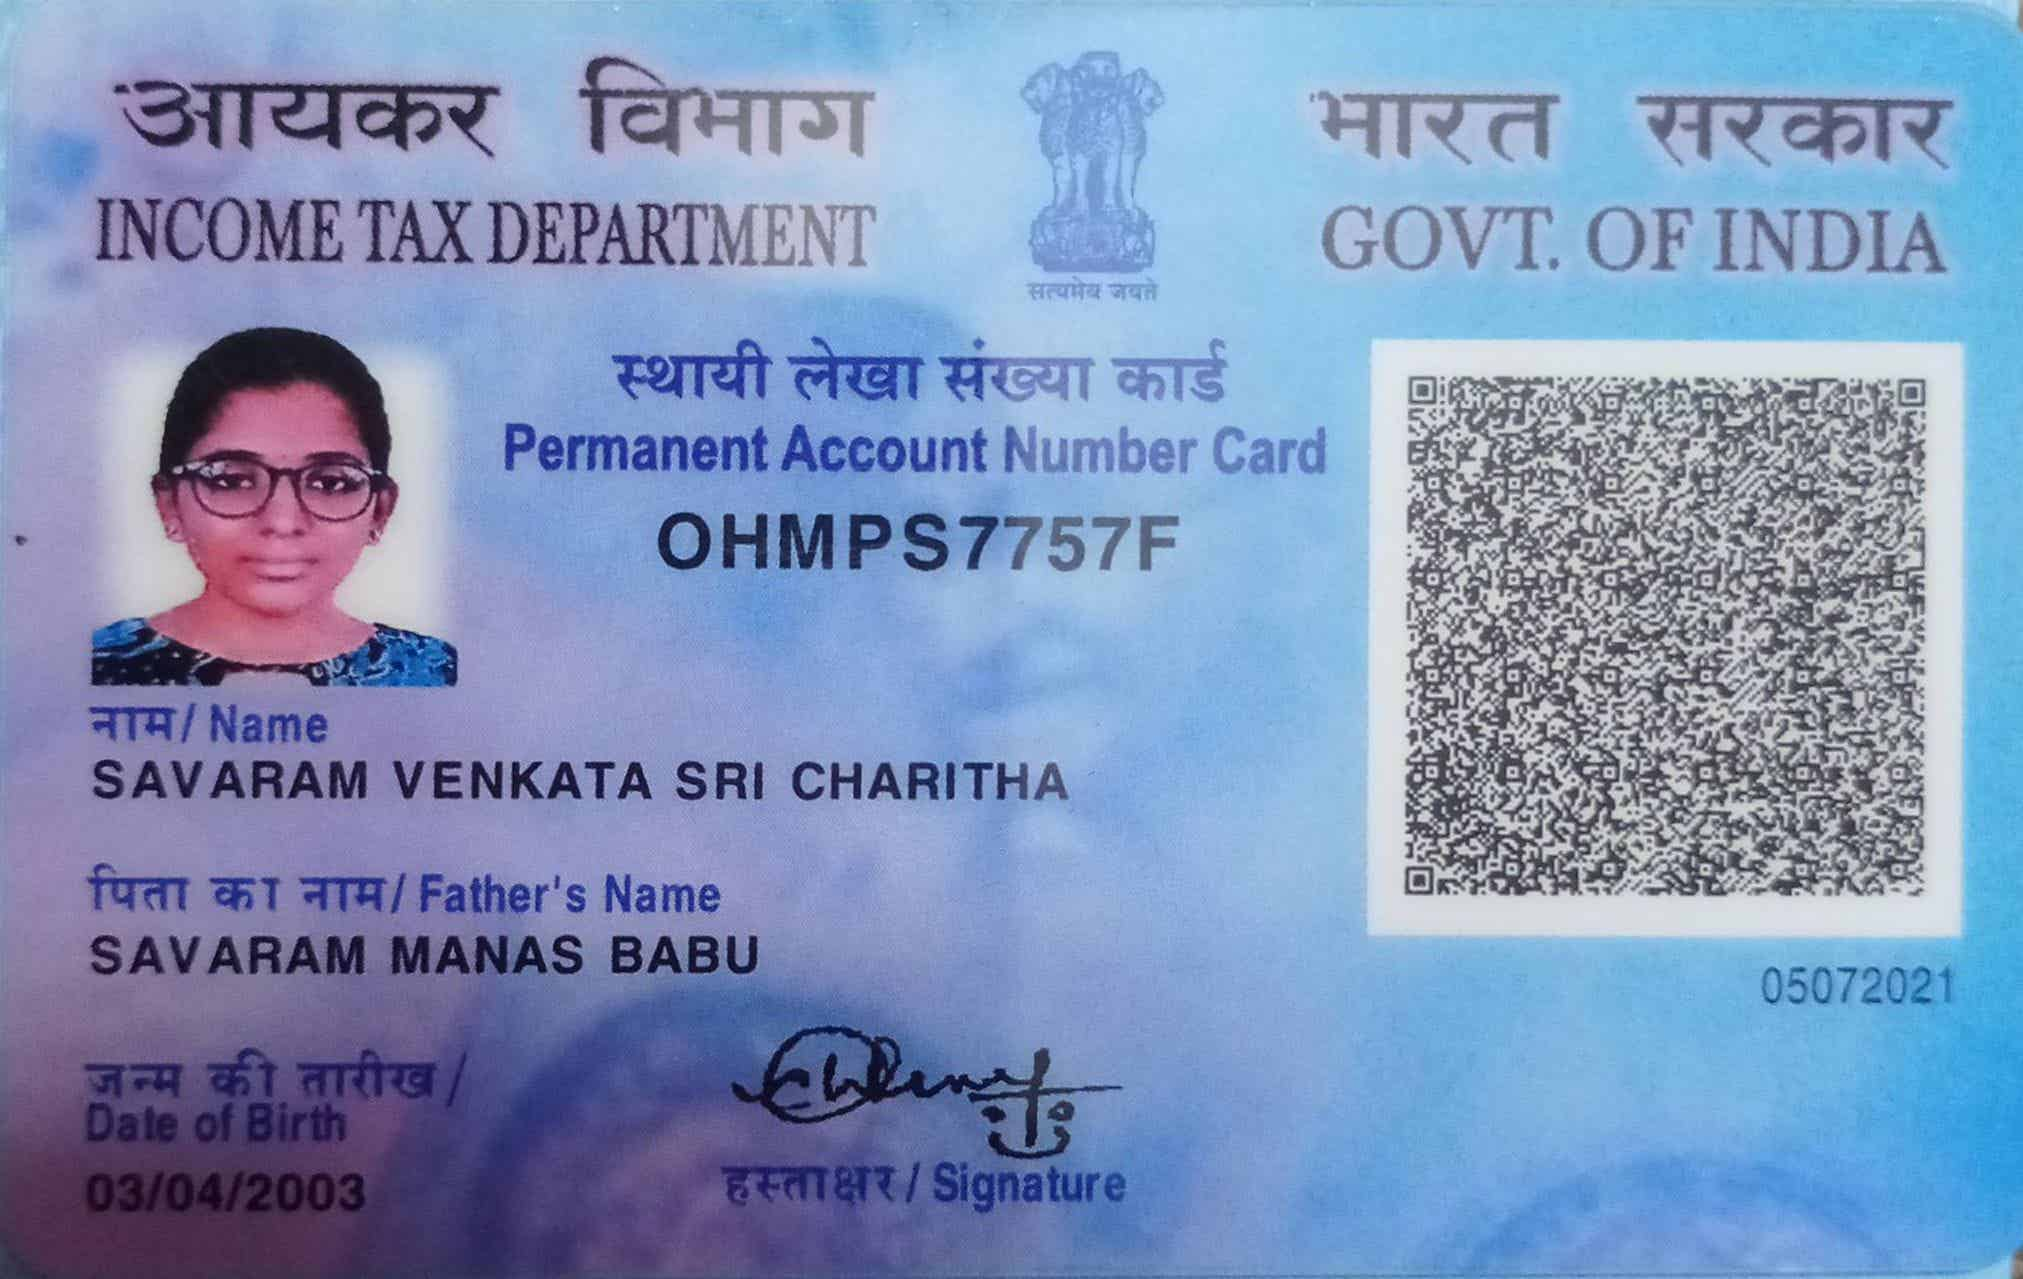 आयकर विभाग
INCOME TAX DEPARTMENT
भारत सरकार
GOVT. OF INDIA
सत्यमेव जयते
स्थायी लेखा संख्या कार्ड
Permanent Account Number Card
OHMPS7757F
नाम/ Name
SAVARAM VENKATA SRI CHARITHA
पिता का नाम/ Father's Name
SAVARAM MANAS BABU
05072021
जन्म की तारीख/
Date of Birth
03/04/2003
हस्ताक्षर/ Signature